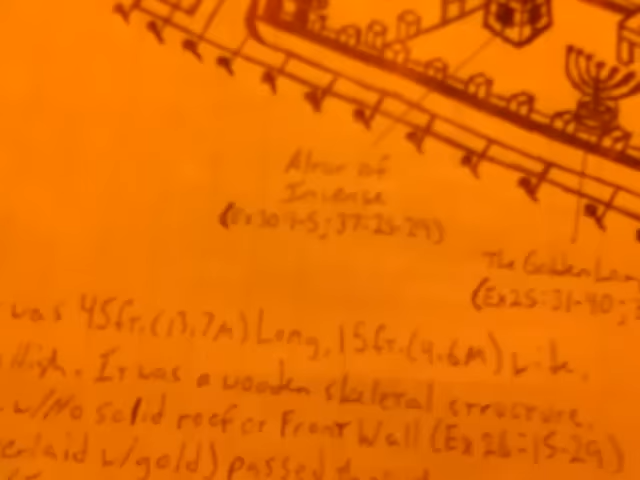 Altar of
Incense
(Ex30:1-5; 37:25-29)
The Golden Lam
(Ex25:31-40;
was 45ft.(13.7M) Long, 15ft.(4.6M) Wide,
High. It was a wooden skeletal structure,
w/No solid roof or Front Wall (Ex26:15-29)
erlaid w/gold) passed